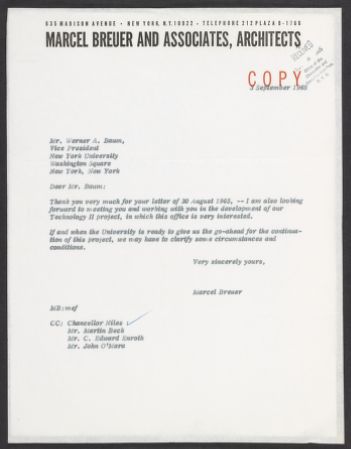 635 MADISON AVENUE • NEW YORK, N.Y. 10022 • TELEPHONE 212 PLAZA 8-1766
MARCEL BREUER AND ASSOCIATES, ARCHITECTS
RECEIVED
COPY
3 September 1965
Mr. Werner A. Baum,
Vice President
New York University
Washington Square
New York, New York
Dear Mr. Baum:
Thank you very much for your letter of 30 August 1965, -- I am also looking
forward to meeting you and working with you in the development of our
Technology II project, in which this office is very interested.
If and when the University is ready to give us the go-ahead for the continua-
tion of this project, we may have to clarify some circumstances and
conditions.
Very sincerely yours,
Marcel Breuer
MB:mef
CC: Chancellor Niles
Mr. Martin Beck
Mr. C. Edward Enroth
Mr. John O'Mara